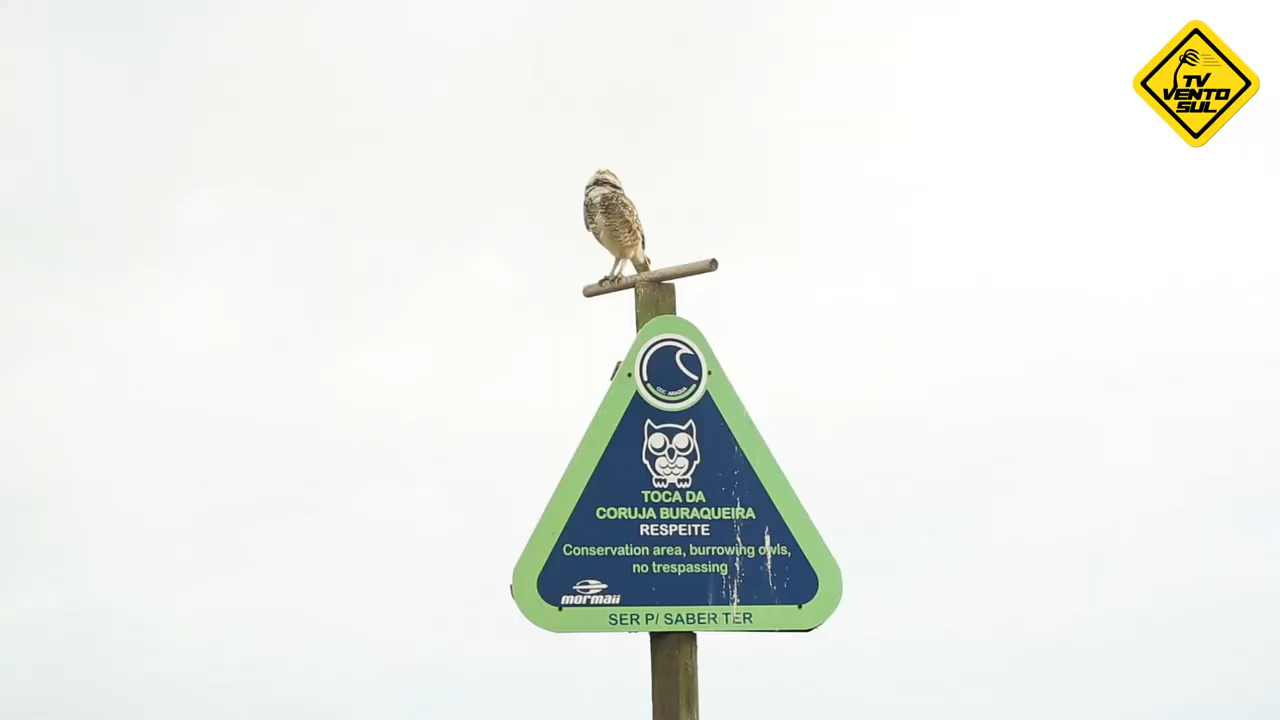 TV
VENTO
SUL
TOCA DA
CORUJA BURAQUEIRA
RESPEITE
Conservation area, burrowing owls,
no trespassing
mormaii
SER P/ SABER TER